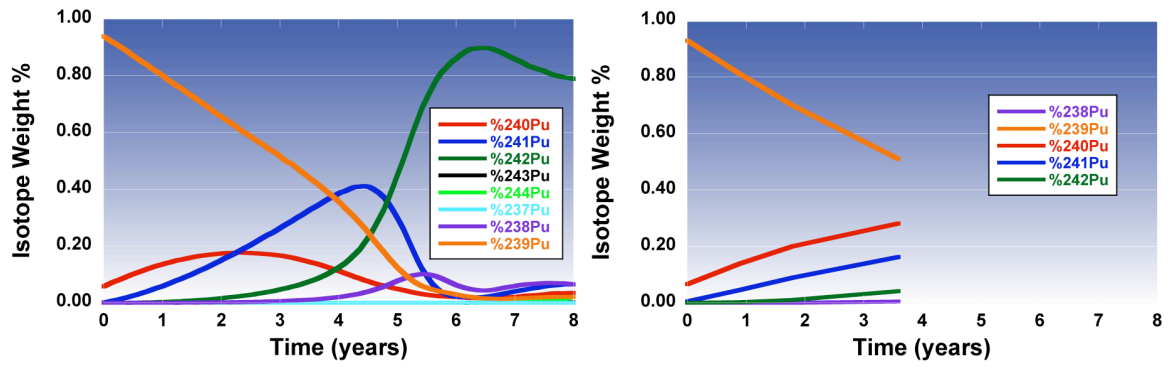 1.00
0.80
0.60
0.40
0.20
0.00
Isotope Weight %
0 1 2 3 4 5 6 7 8
Time (years)
%240Pu
%241Pu
%242Pu
%243Pu
%244Pu
%237Pu
%238Pu
%239Pu
1.00
0.80
0.60
0.40
0.20
0.00
Isotope Weight %
0 1 2 3 4 5 6 7 8
Time (years)
%238Pu
%239Pu
%240Pu
%241Pu
%242Pu